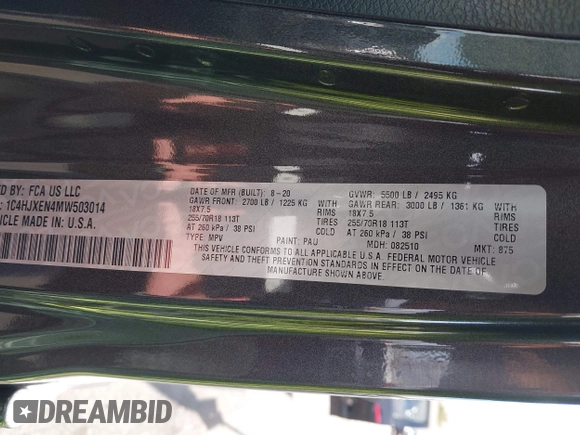 ED BY: FCA US LLC
: 1C4HJXEN4MW503014
HICLE MADE IN U.S.A.
DATE OF MFR (BUILT): 8-20
GAWR FRONT: 2700 LB / 1225 KG
18X7.5 WITH RIMS
255/70R18 113T TIRES
AT 260 kPa / 38 PSI COLD
TYPE: MPV
PAINT: PAU
GVWR: 5500 LB / 2495 KG
GAWR REAR: 3000 LB / 1361 KG
18X7.5 WITH RIMS
255/70R18 113T TIRES
AT 260 kPa / 38 PSI COLD
MDH: 082510
MKT: 875
THIS VEHICLE CONFORMS TO ALL APPLICABLE U.S.A. FEDERAL MOTOR VEHICLE
SAFETY AND THEFT PREVENTION STANDARDS IN EFFECT ON THE DATE OF
MANUFACTURE SHOWN ABOVE.
DREAMBID